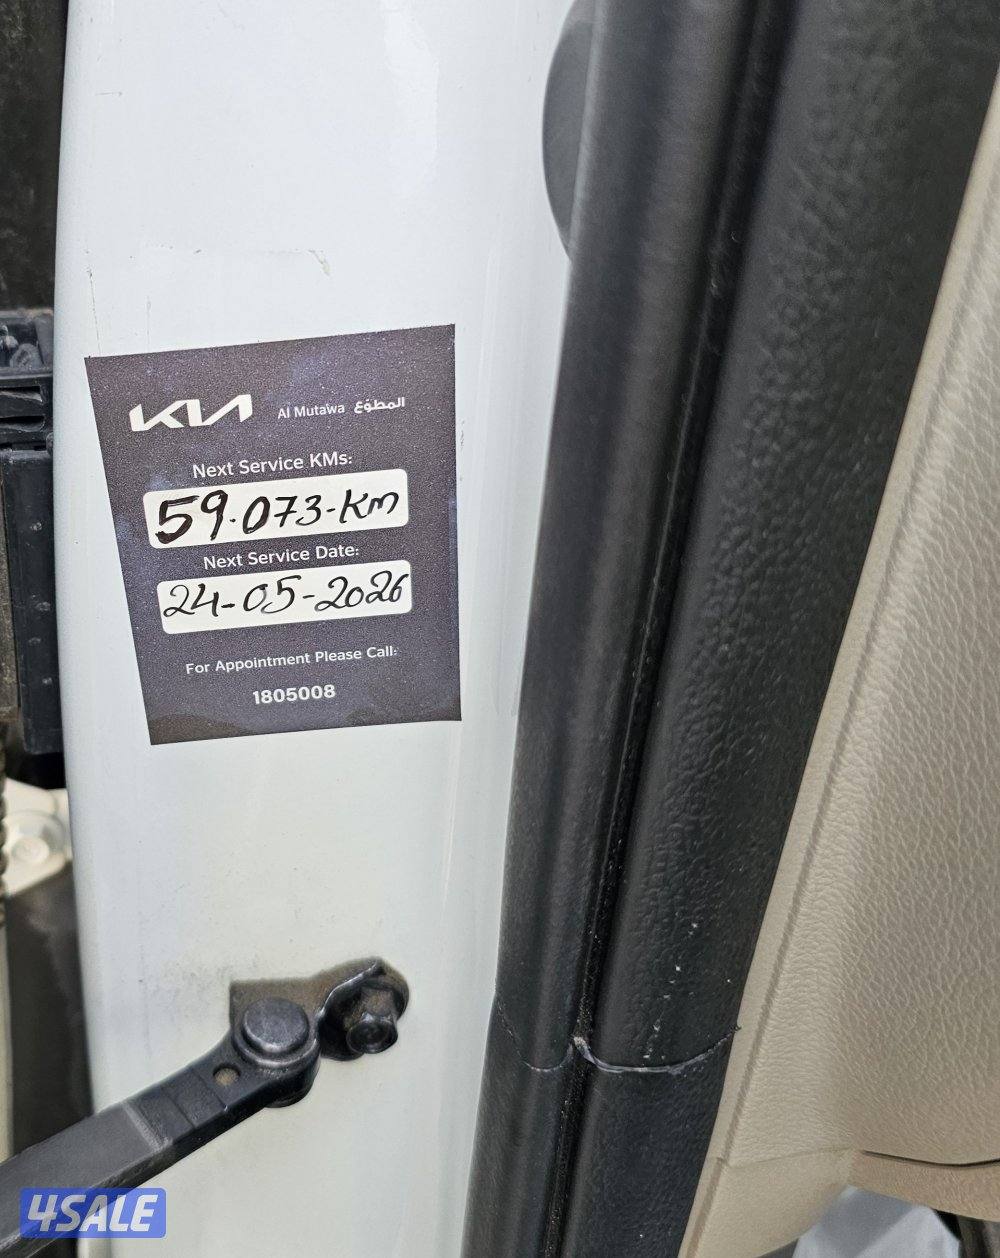 KIA Al Mutawa المطوّع
Next Service KMs:
59.073-Km
Next Service Date:
24-05-2026
For Appointment Please Call:
1805008
4SALE